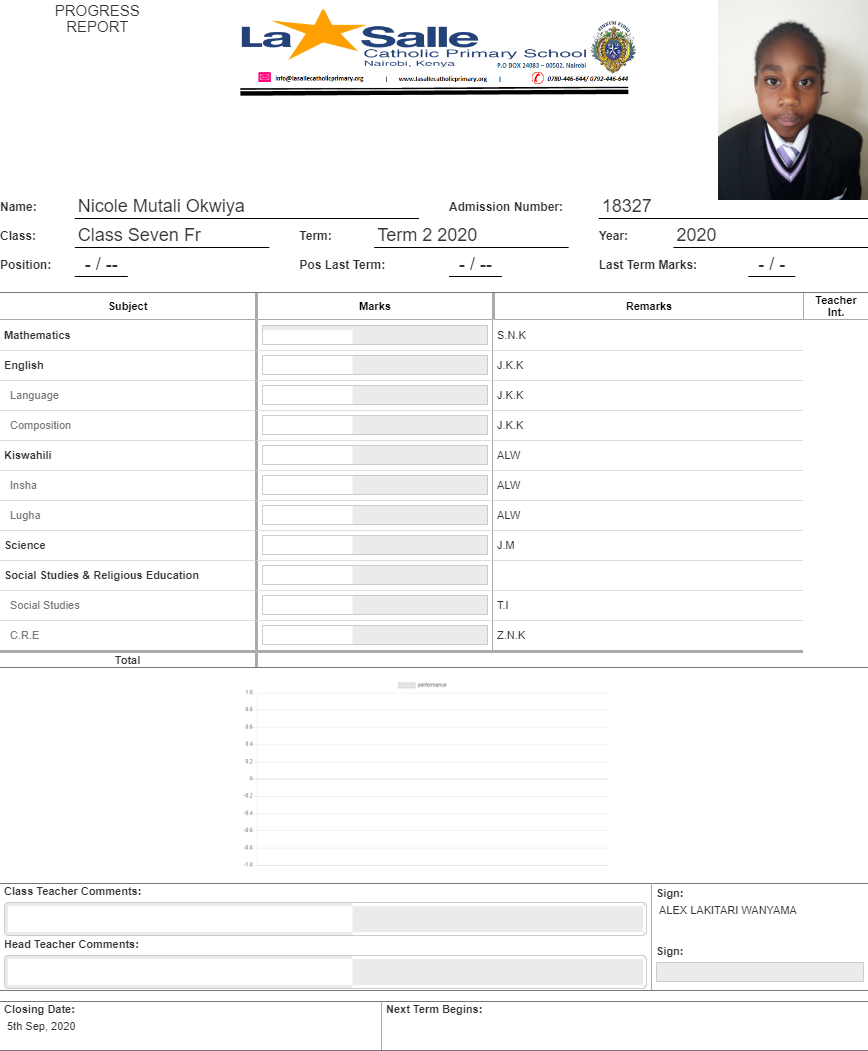 PROGRESS
REPORT
La Salle
Catholic Primary School
Nairobi, Kenya
P.O BOX 24083 – 00502, Nairobi
info@lasallecatholicprimary.org | www.lasallecatholicprimary.org | 0780-446-644/ 0792-446-644
Name: Nicole Mutali Okwiya Admission Number: 18327
Class: Class Seven Fr Term: Term 2 2020 Year: 2020
Position: - / -- Pos Last Term: - / -- Last Term Marks: - / -
Subject Marks Remarks Teacher Int.
Mathematics S.N.K
English J.K.K
Language J.K.K
Composition J.K.K
Kiswahili ALW
Insha ALW
Lugha ALW
Science J.M
Social Studies & Religious Education
Social Studies T.I
C.R.E Z.N.K
Total
performance
1.0
0.8
0.6
0.4
0.2
0
-0.2
-0.4
-0.6
-0.8
-1.0
Class Teacher Comments: Sign:
ALEX LAKITARI WANYAMA
Head Teacher Comments: Sign:
Closing Date: Next Term Begins:
5th Sep, 2020